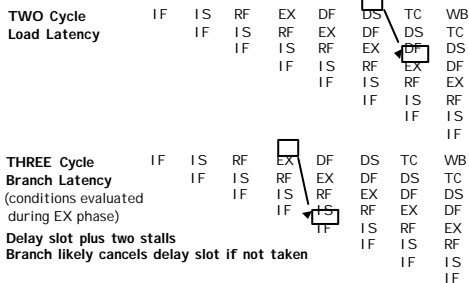 TWO Cycle IF IS RF EX DF DS TC WB
Load Latency IF IS RF EX DF DS TC
IF IS RF EX DF DS
IF IS RF EX DF
IF IS RF EX
IF IS RF
IF IS
IF
THREE Cycle IF IS RF EX DF DS TC WB
Branch Latency IF IS RF EX DF DS TC
(conditions evaluated IF IS RF EX DF DS
during EX phase) IF IS RF EX DF
Delay slot plus two stalls IF IS RF EX
Branch likely cancels delay slot if not taken IF IS RF
IF IS
IF